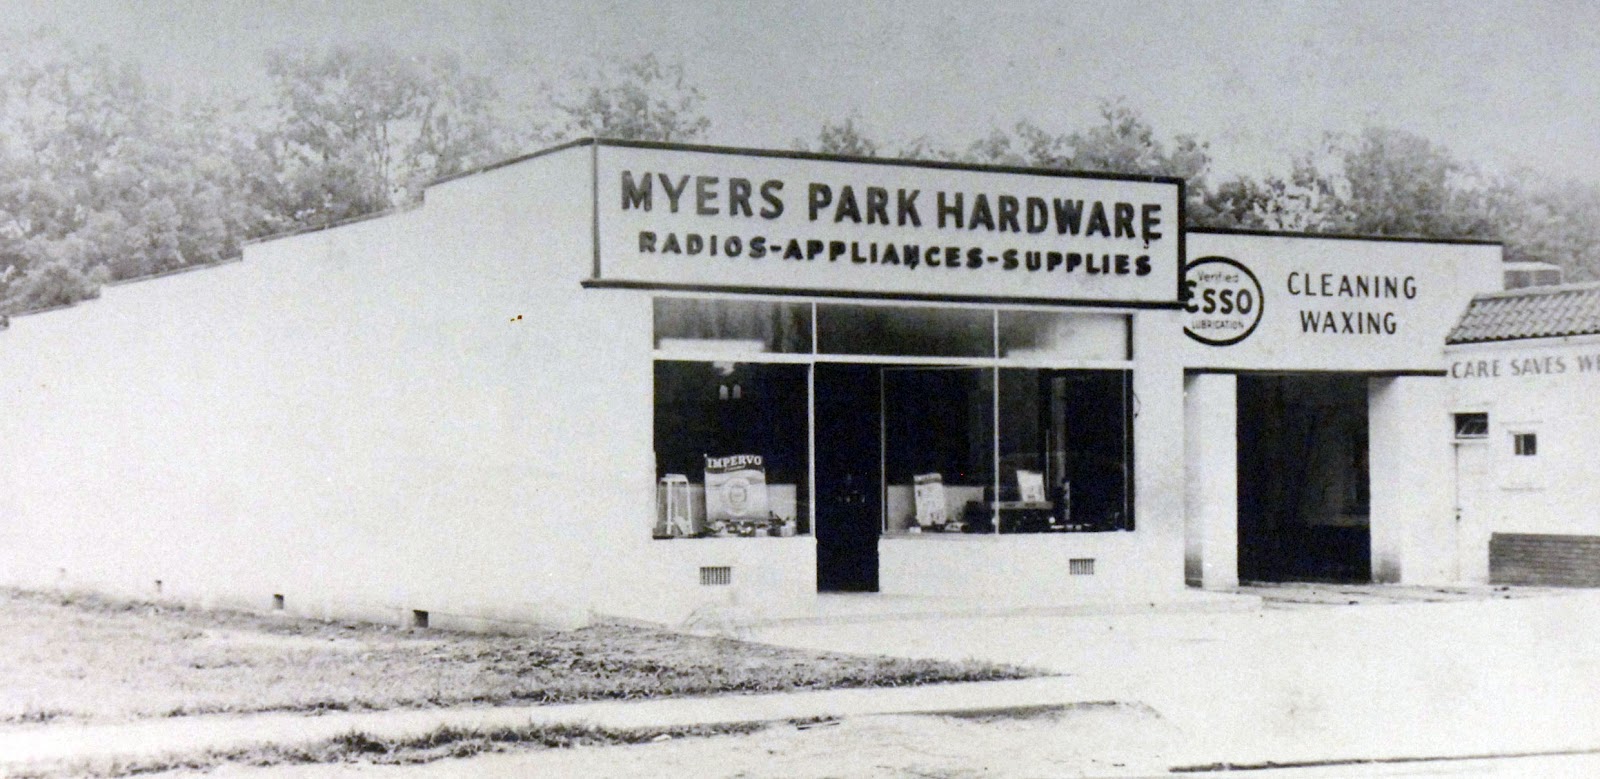 MYERS PARK HARDWARE
RADIOS-APPLIANCES-SUPPLIES
Verified
ESSO
LUBRICATION
CLEANING
WAXING
CARE SAVES
IMPERVO